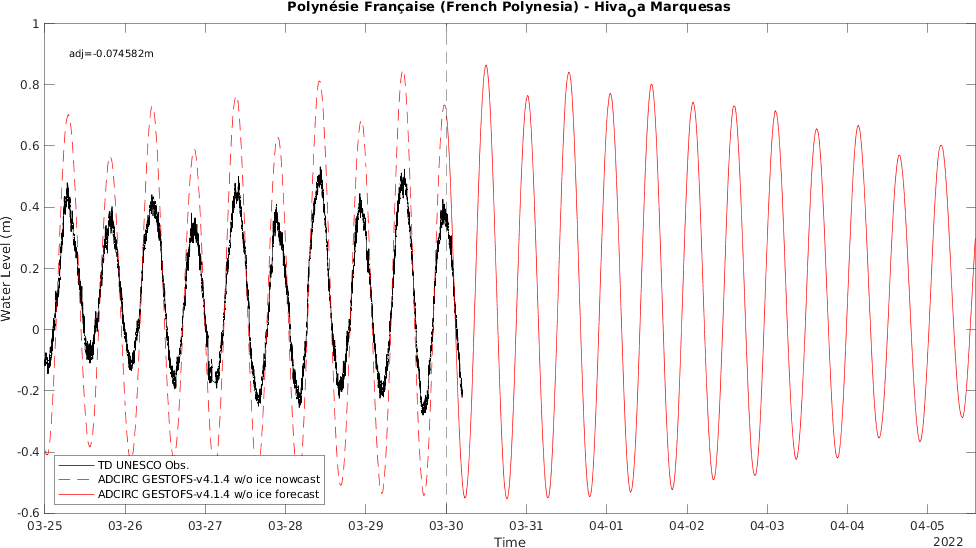 Polynésie Française (French Polynesia) - Hiva_Oa Marquesas
adj=-0.074582m
Water Level (m)
1
0.8
0.6
0.4
0.2
0
-0.2
-0.4
-0.6
TD UNESCO Obs.
ADCIRC GESTOFS-v4.1.4 w/o ice nowcast
ADCIRC GESTOFS-v4.1.4 w/o ice forecast
03-25 03-26 03-27 03-28 03-29 03-30 03-31 04-01 04-02 04-03 04-04 04-05
Time
2022